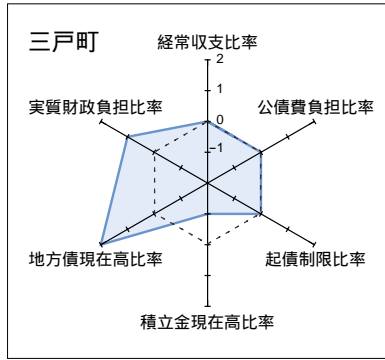 三戸町
経常収支比率
2
1
0
−1
実質財政負担比率
公債費負担比率
地方債現在高比率
起債制限比率
積立金現在高比率